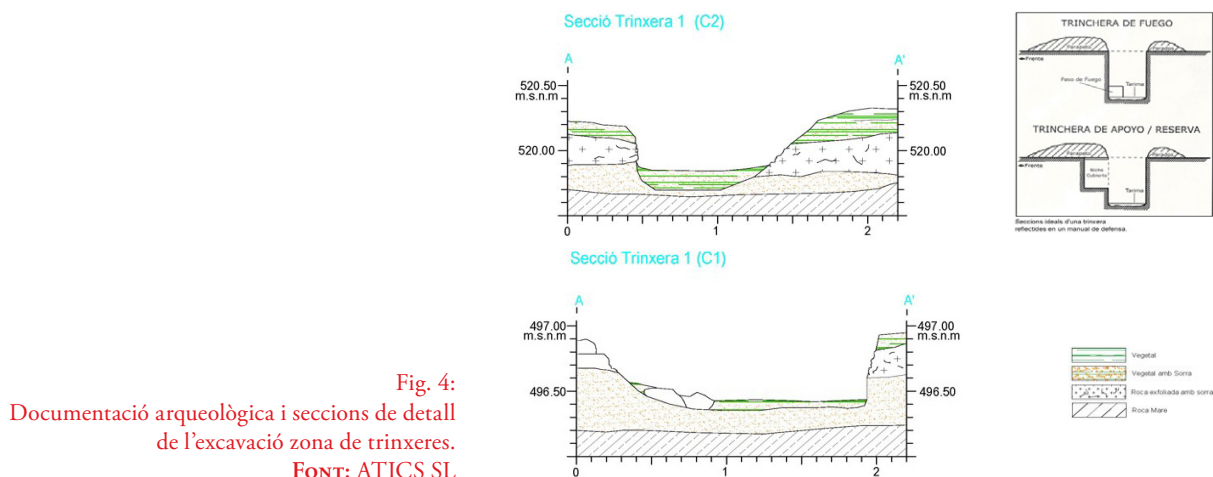 Secció Trinxera 1 (C2)
A
A'
520.50
m.s.n.m
520.50
m.s.n.m
520.00
520.00
0
1
2
Secció Trinxera 1 (C1)
A
A'
497.00
m.s.n.m
497.00
m.s.n.m
496.50
496.50
0
1
2
TRINCHERA DE FUEGO
Parapeto
Parados
Frente
Paso de Fuego
Tarima
TRINCHERA DE APOYO / RESERVA
Parapeto
Parados
Frente
Nicho
Cubierto
Tarima
Seccions ideals d'una trinxera
reflectides en un manual de defensa.
Vegetal
Vegetal amb Sorra
Roca exfoliada amb sorra
Roca Mare
Fig. 4:
Documentació arqueològica i seccions de detall
de l'excavació zona de trinxeres.
FONT: ATICS SL